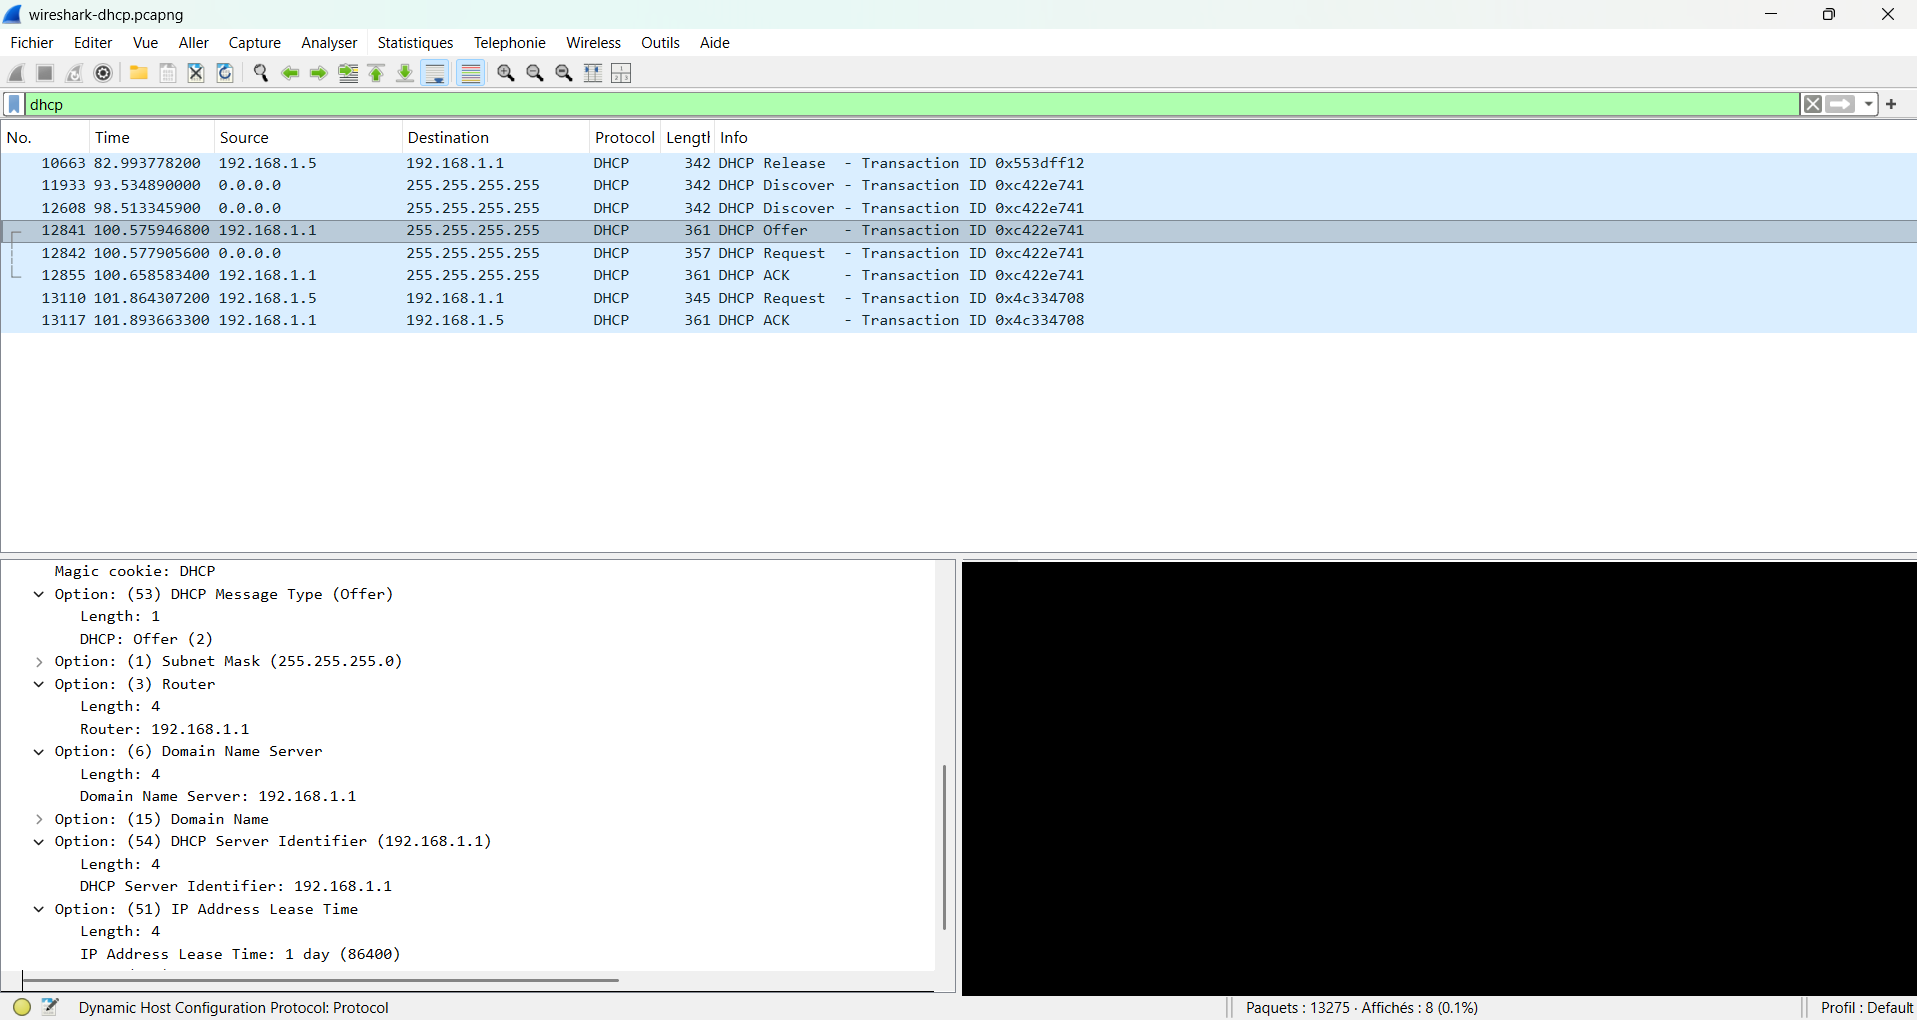 wireshark-dhcp.pcapng
Fichier Editer Vue Aller Capture Analyser Statistiques Telephonie Wireless Outils Aide
dhcp
No. Time Source Destination Protocol Lengtl Info
10663 82.993778200 192.168.1.5 192.168.1.1 DHCP 342 DHCP Release - Transaction ID 0x553dff12
11933 93.534890000 0.0.0.0 255.255.255.255 DHCP 342 DHCP Discover - Transaction ID 0xc422e741
12608 98.513345900 0.0.0.0 255.255.255.255 DHCP 342 DHCP Discover - Transaction ID 0xc422e741
12841 100.575946800 192.168.1.1 255.255.255.255 DHCP 361 DHCP Offer - Transaction ID 0xc422e741
12842 100.577905600 0.0.0.0 255.255.255.255 DHCP 357 DHCP Request - Transaction ID 0xc422e741
12855 100.658583400 192.168.1.1 255.255.255.255 DHCP 361 DHCP ACK - Transaction ID 0xc422e741
13110 101.864307200 192.168.1.5 192.168.1.1 DHCP 345 DHCP Request - Transaction ID 0x4c334708
13117 101.893663300 192.168.1.1 192.168.1.5 DHCP 361 DHCP ACK - Transaction ID 0x4c334708
Magic cookie: DHCP
Option: (53) DHCP Message Type (Offer)
Length: 1
DHCP: Offer (2)
Option: (1) Subnet Mask (255.255.255.0)
Option: (3) Router
Length: 4
Router: 192.168.1.1
Option: (6) Domain Name Server
Length: 4
Domain Name Server: 192.168.1.1
Option: (15) Domain Name
Option: (54) DHCP Server Identifier (192.168.1.1)
Length: 4
DHCP Server Identifier: 192.168.1.1
Option: (51) IP Address Lease Time
Length: 4
IP Address Lease Time: 1 day (86400)
Dynamic Host Configuration Protocol: Protocol
Paquets : 13275 · Affichés : 8 (0.1%)
Profil : Default